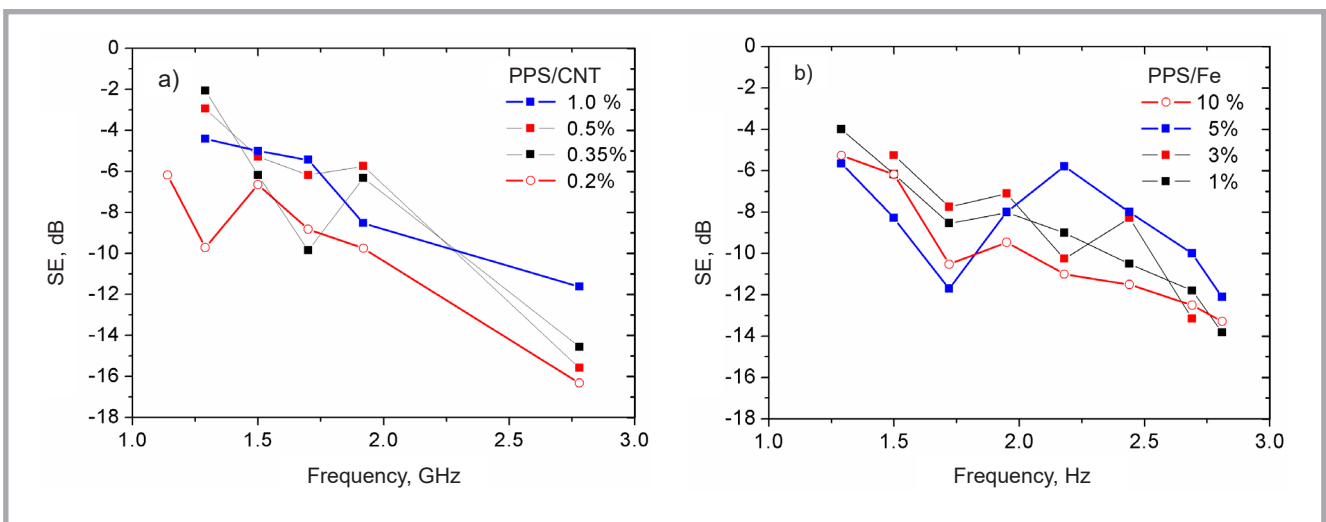 a)
PPS/CNT
1.0 %
0.5%
0.35%
0.2%
0
-2
-4
-6
-8
-10
-12
-14
-16
-18
SE, dB
1.0 1.5 2.0 2.5 3.0
Frequency, GHz
b)
PPS/Fe
10 %
5%
3%
1%
0
-2
-4
-6
-8
-10
-12
-14
-16
-18
SE, dB
1.0 1.5 2.0 2.5 3.0
Frequency, Hz